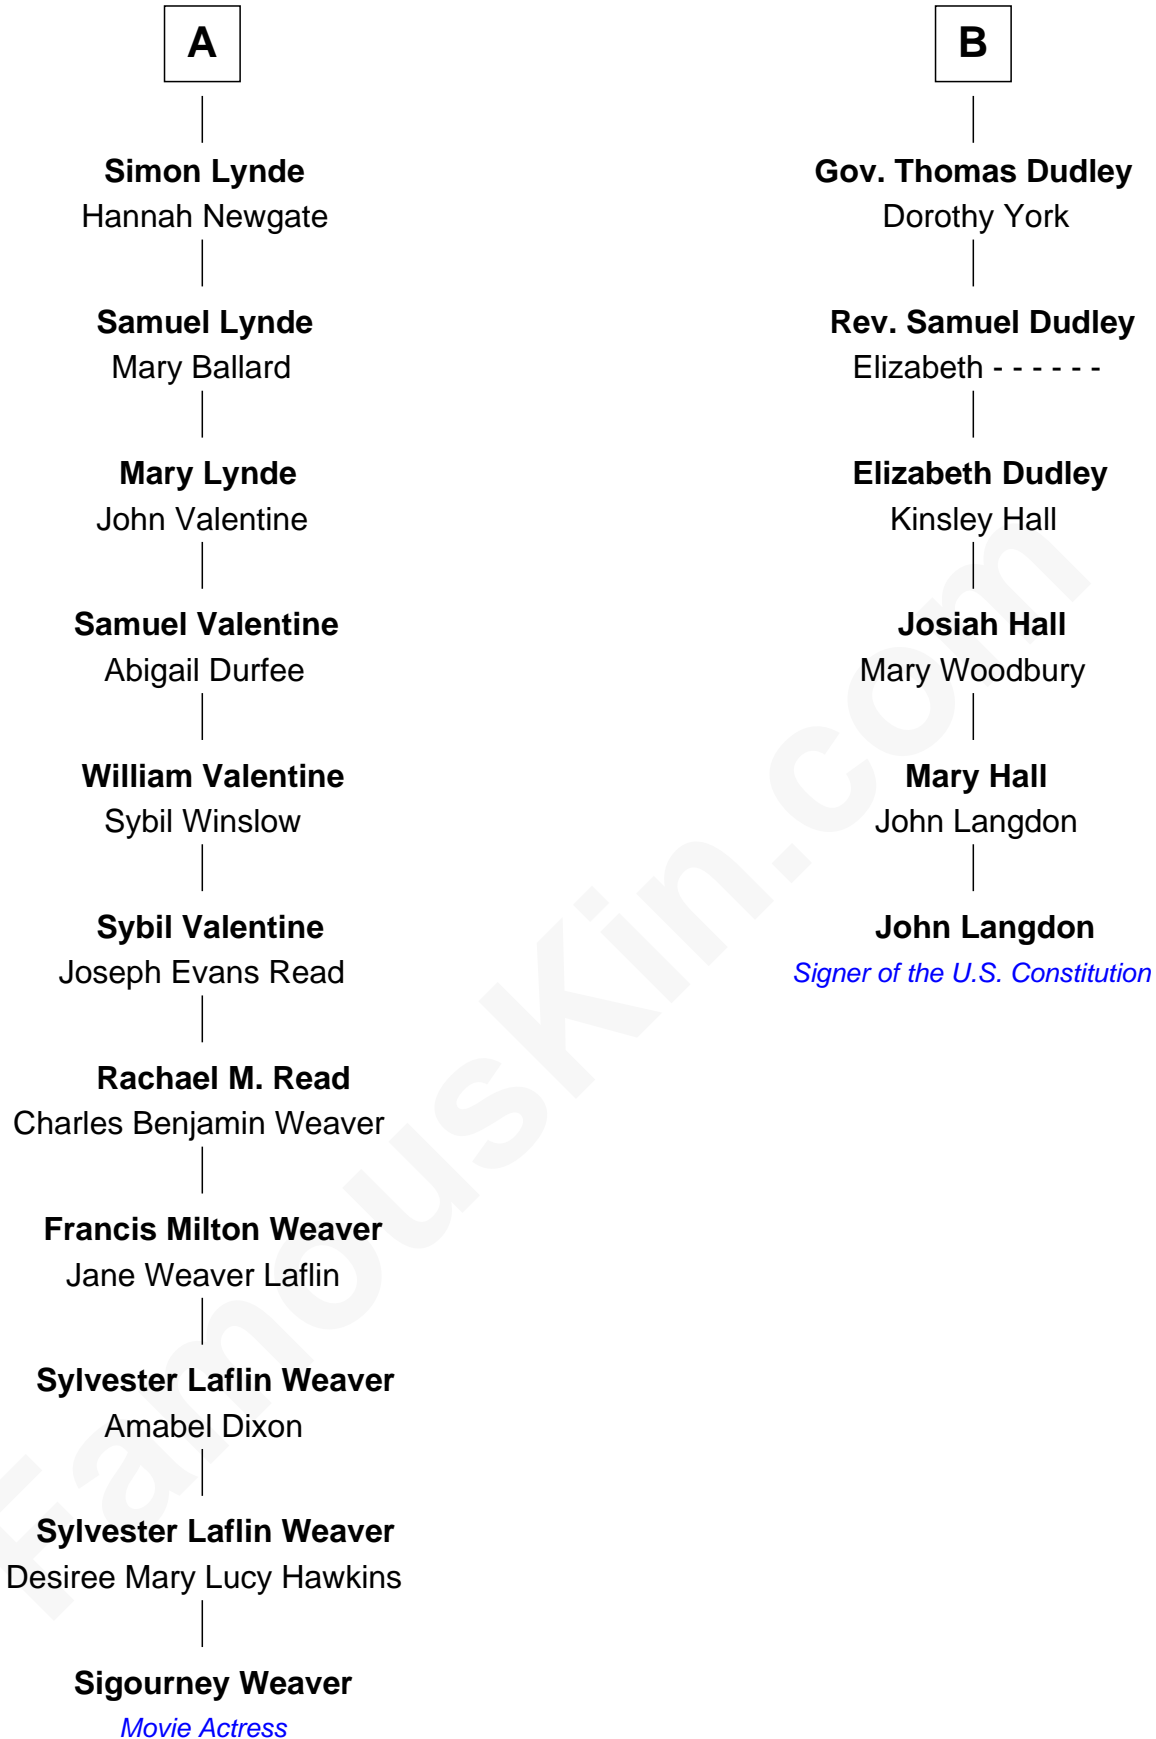 A
Simon Lynde
Hannah Newgate
Samuel Lynde
Mary Ballard
Mary Lynde
John Valentine
Samuel Valentine
Abigail Durfee
William Valentine
Sybil Winslow
Sybil Valentine
Joseph Evans Read
Rachael M. Read
Charles Benjamin Weaver
Francis Milton Weaver
Jane Weaver Laflin
Sylvester Laflin Weaver
Amabel Dixon
Sylvester Laflin Weaver
Desiree Mary Lucy Hawkins
Sigourney Weaver
Movie Actress
B
Gov. Thomas Dudley
Dorothy York
Rev. Samuel Dudley
Elizabeth - - - - - -
Elizabeth Dudley
Kinsley Hall
Josiah Hall
Mary Woodbury
Mary Hall
John Langdon
John Langdon
Signer of the U.S. Constitution
FamousKin.com